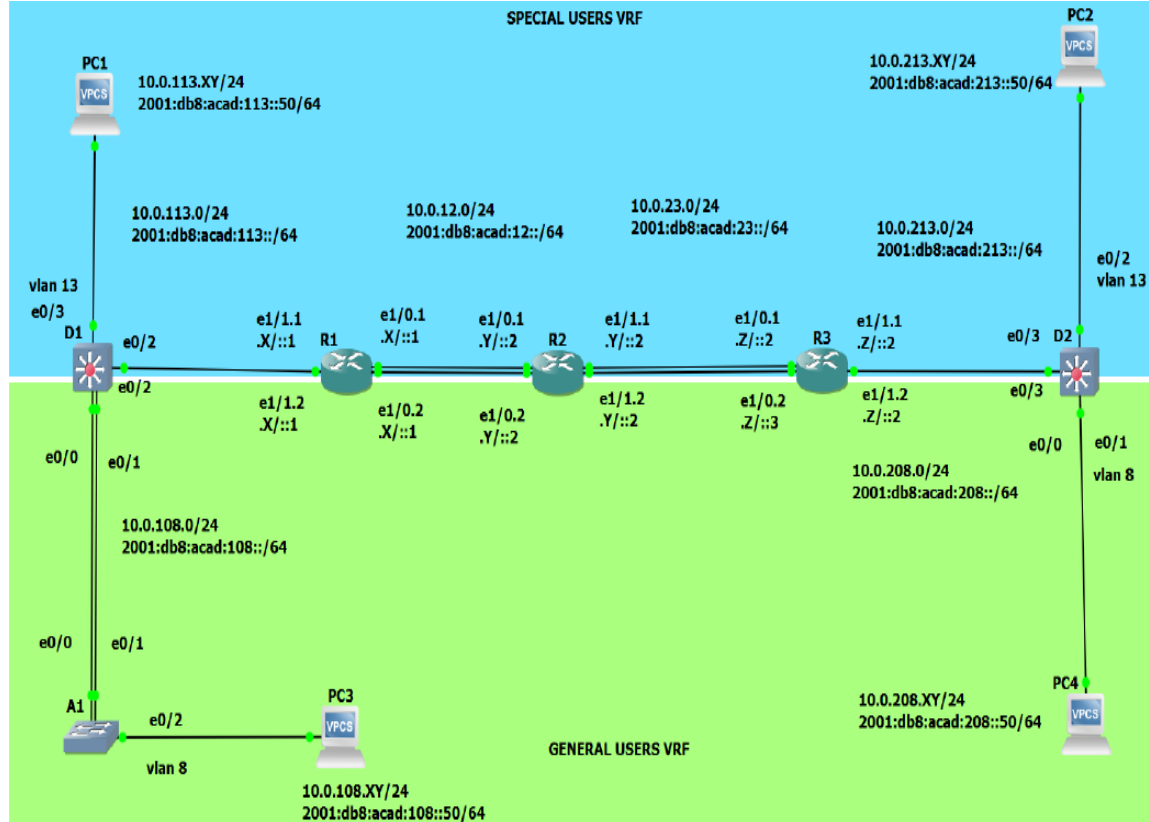 SPECIAL USERS VRF
PC2
PC1
VPCS
VPCS
10.0.113.XY/24
2001:db8:acad:113::50/64
10.0.213.XY/24
2001:db8:acad:213::50/64
10.0.113.0/24
2001:db8:acad:113::/64
10.0.12.0/24
2001:db8:acad:12::/64
10.0.23.0/24
2001:db8:acad:23::/64
10.0.213.0/24
2001:db8:acad:213::/64
vlan 13
e0/3
e0/2
vlan 13
D1
e0/2
e1/1.1
.X/::1
R1
e1/0.1
.X/::1
e1/0.1
.Y/::2
R2
e1/1.1
.Y/::2
e1/0.1
.Z/::2
R3
e1/1.1
.Z/::2
e0/3
D2
e0/2
e1/1.2
.X/::1
e1/0.2
.X/::1
e1/0.2
.Y/::2
e1/1.2
.Y/::2
e1/0.2
.Z/::3
e1/1.2
.Z/::2
e0/3
e0/0
e0/1
e0/0
e0/1
vlan 8
10.0.208.0/24
2001:db8:acad:208::/64
10.0.108.0/24
2001:db8:acad:108::/64
e0/0
e0/1
A1
e0/2
vlan 8
PC3
VPCS
10.0.208.XY/24
2001:db8:acad:208::50/64
PC4
VPCS
GENERAL USERS VRF
10.0.108.XY/24
2001:db8:acad:108::50/64